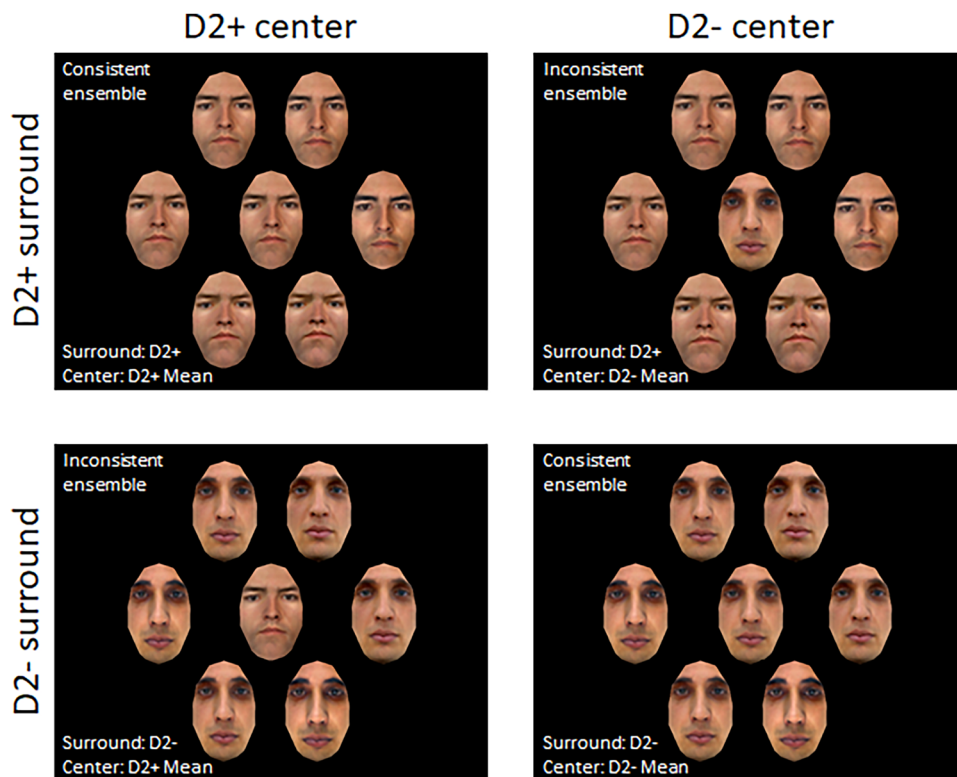 D2+ center
D2- center
D2+ surround
Consistent
ensemble
Surround: D2+
Center: D2+ Mean
Inconsistent
ensemble
Surround: D2+
Center: D2- Mean
D2- surround
Inconsistent
ensemble
Surround: D2-
Center: D2+ Mean
Consistent
ensemble
Surround: D2-
Center: D2- Mean